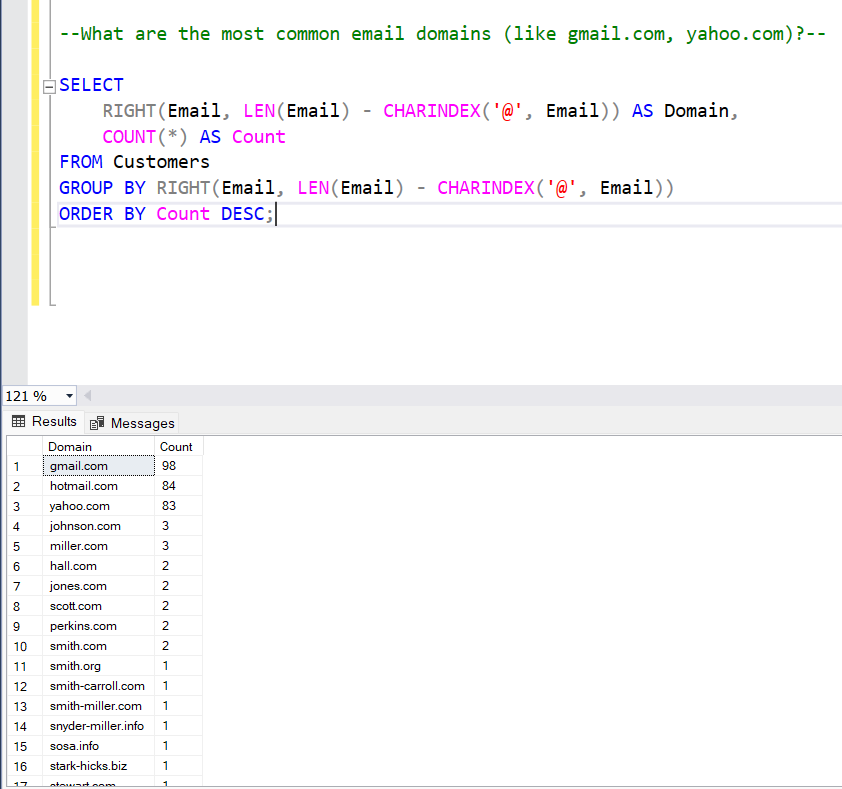 --What are the most common email domains (like gmail.com, yahoo.com)?--
SELECT
RIGHT(Email, LEN(Email) - CHARINDEX('@', Email)) AS Domain,
COUNT(*) AS Count
FROM Customers
GROUP BY RIGHT(Email, LEN(Email) - CHARINDEX('@', Email))
ORDER BY Count DESC;
121 %
Results Messages
Domain Count
1 gmail.com 98
2 hotmail.com 84
3 yahoo.com 83
4 johnson.com 3
5 miller.com 3
6 hall.com 2
7 jones.com 2
8 scott.com 2
9 perkins.com 2
10 smith.com 2
11 smith.org 1
12 smith-carroll.com 1
13 smith-miller.com 1
14 snyder-miller.info 1
15 sosa.info 1
16 stark-hicks.biz 1
17 stewart.com 1